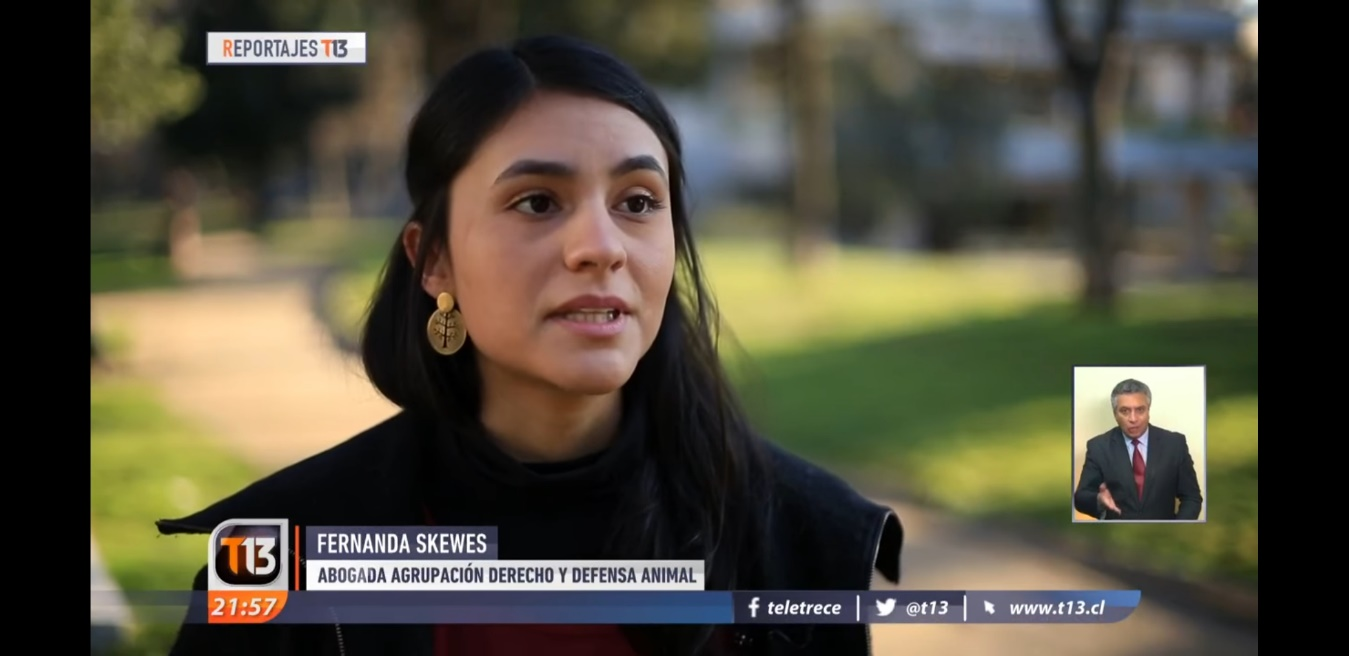 REPORTAJES T13
FERNANDA SKEWES
ABOGADA AGRUPACIÓN DERECHO Y DEFENSA ANIMAL
T13
21:57
teletrece
@t13
www.t13.cl